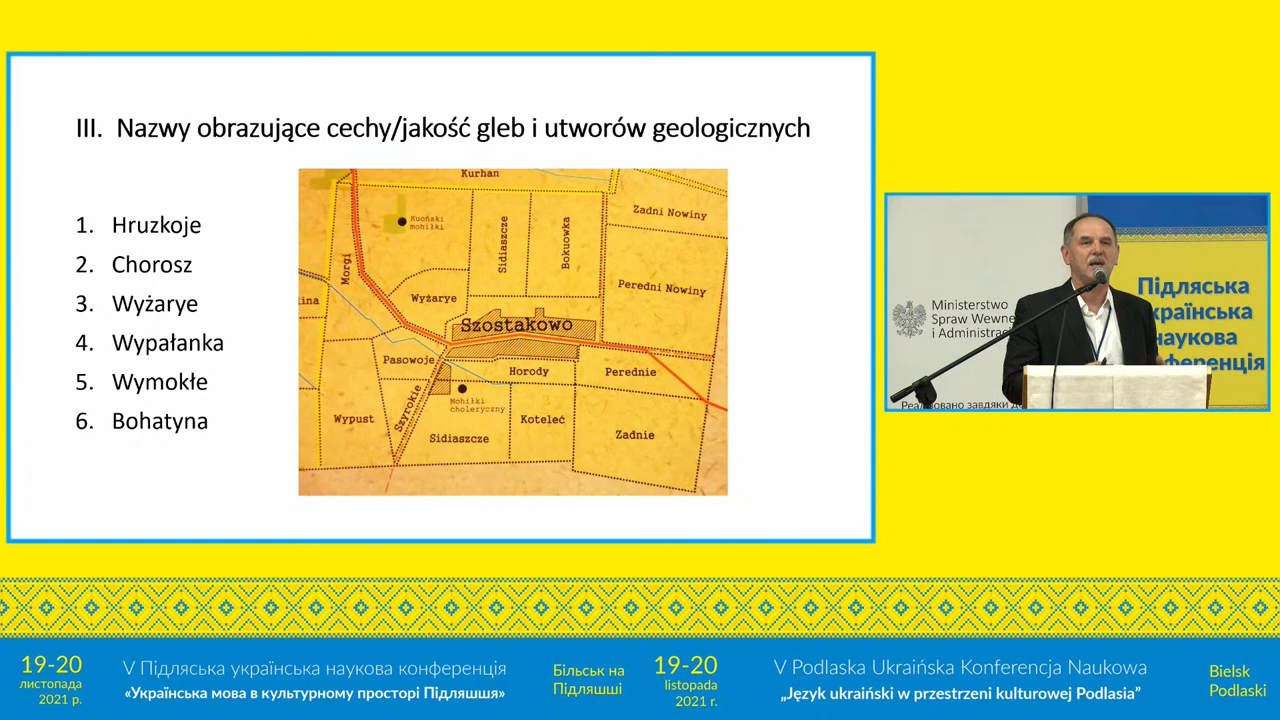 III. Nazwy obrazujące cechy/jakość gleb i utworów geologicznych
1. Hruzkoje
2. Chorosz
3. Wyżarye
4. Wypałanka
5. Wymokłe
6. Bohatyna
Kurhan
Kuoński
mohiłki
Zadni Nowiny
Sidiaszcze
Bokuowka
Morgi
Peredni Nowiny
lina
Wyżarye
Szostakowo
Pasowoje
Horody
Perednie
Mohiłki
choleryczny
Szyrokie
Wypust
Koteleć
Sidiaszcze
Zadnie
Ministerstwo
Spraw Wewnę
i Administracj
Підляська
країнська
наукова
ференція
19-20
листопада
2021 р.
V Підляська українська наукова конференція
«Українська мова в культурному просторі Підляшшя»
Більськ на
Підляшші
19-20
listopada
2021 r.
V Podlaska Ukraińska Konferencja Naukowa
„Język ukraiński w przestrzeni kulturowej Podlasia”
Bielsk
Podlaski